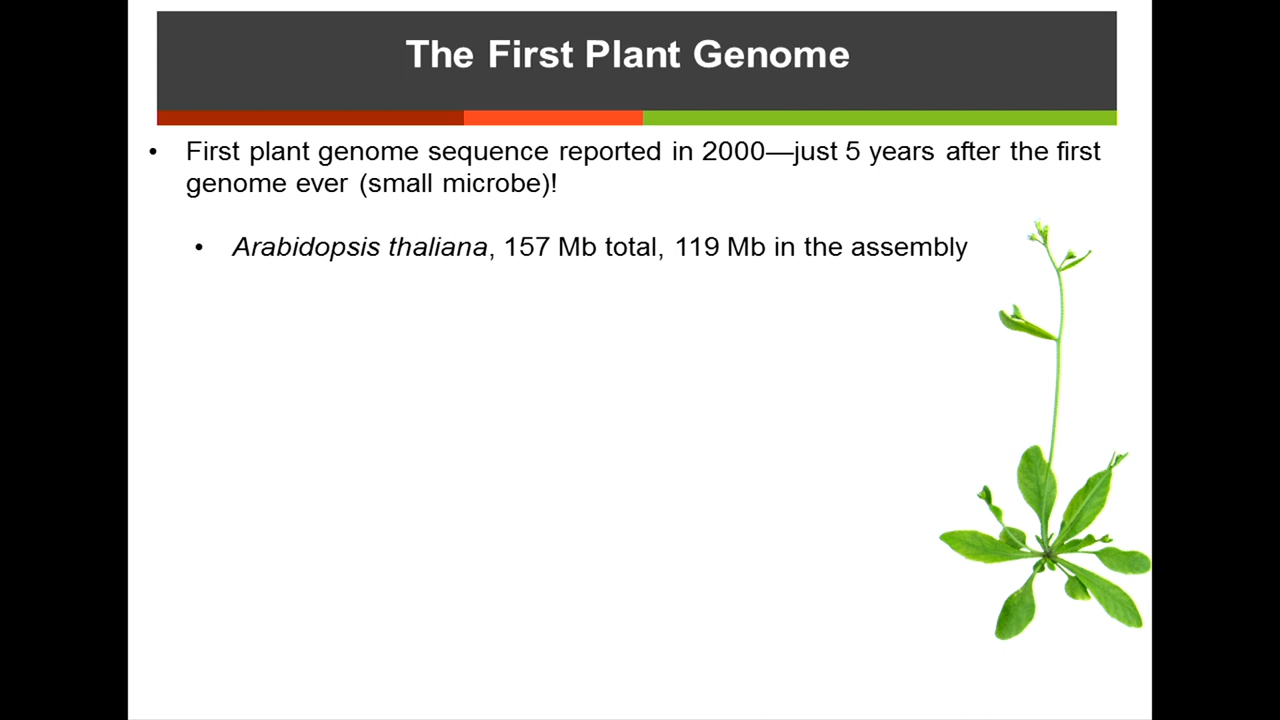 The First Plant Genome
• First plant genome sequence reported in 2000—just 5 years after the first
genome ever (small microbe)!
• Arabidopsis thaliana, 157 Mb total, 119 Mb in the assembly